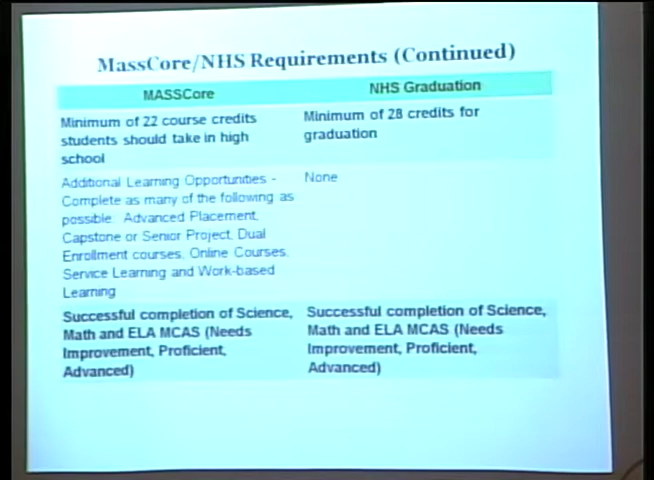 MassCore/NHS Requirements (Continued)
MASSCore
NHS Graduation
Minimum of 22 course credits
students should take in high
school
Minimum of 28 credits for
graduation
Additional Learning Opportunities -
Complete as many of the following as
possible: Advanced Placement,
Capstone or Senior Project, Dual
Enrollment courses, Online Courses,
Service Learning and Work-based
Learning
None
Successful completion of Science,
Math and ELA MCAS (Needs
Improvement, Proficient,
Advanced)
Successful completion of Science,
Math and ELA MCAS (Needs
Improvement, Proficient,
Advanced)